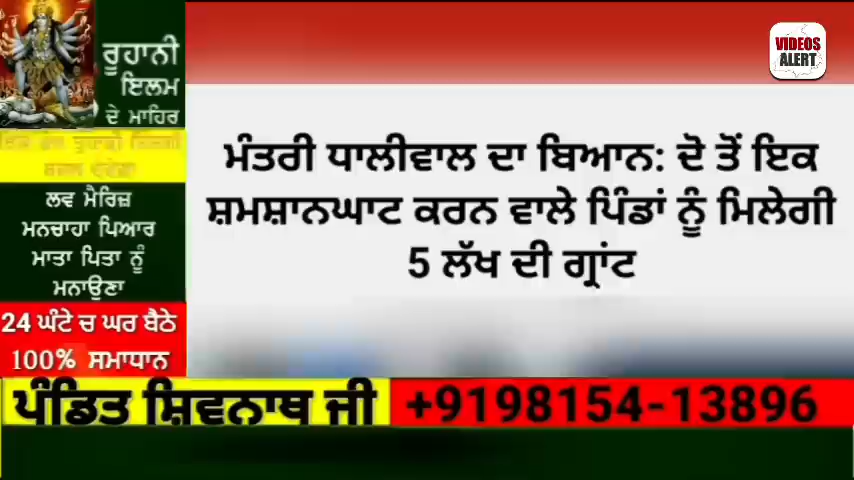 ਰੂਹਾਨੀ
ਇਲਮ
ਦੇ ਮਾਹਿਰ
ਲਵ ਮੈਰਿਜ਼
ਮਨਚਾਹਾ ਪਿਆਰ
ਮਾਤਾ ਪਿਤਾ ਨੂੰ
ਮਨਾਉਣਾ
24 ਘੰਟੇ ਚ ਘਰ ਬੈਠੇ
100% ਸਮਾਧਾਨ
VIDEOS
ALERT
ਮੰਤਰੀ ਧਾਲੀਵਾਲ ਦਾ ਬਿਆਨ: ਦੋ ਤੋਂ ਇਕ
ਸ਼ਮਸ਼ਾਨਘਾਟ ਕਰਨ ਵਾਲੇ ਪਿੰਡਾਂ ਨੂੰ ਮਿਲੇਗੀ
5 ਲੱਖ ਦੀ ਗ੍ਰਾਂਟ
ਪੰਡਿਤ ਸ਼ਿਵਨਾਥ ਜੀ +9198154-13896